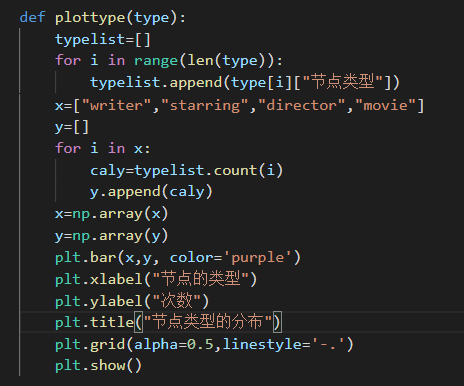 def plottype(type):
    typelist=[]
    for i in range(len(type)):
        typelist.append(type[i]["节点类型"])
    x=["writer","starring","director","movie"]
    y=[]
    for i in x:
        caly=typelist.count(i)
        y.append(caly)
    x=np.array(x)
    y=np.array(y)
    plt.bar(x,y, color='purple')
    plt.xlabel("节点的类型")
    plt.ylabel("次数")
    plt.title("节点类型的分布")
    plt.grid(alpha=0.5,linestyle='-.')
    plt.show()